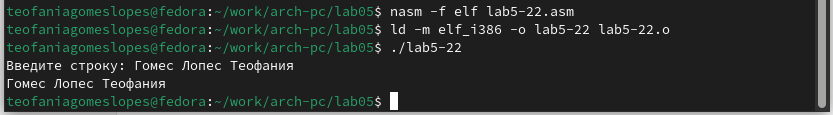 teofaniagomeslopes@fedora:~/work/arch-pc/lab05$ nasm -f elf lab5-22.asm
teofaniagomeslopes@fedora:~/work/arch-pc/lab05$ ld -m elf_i386 -o lab5-22 lab5-22.o
teofaniagomeslopes@fedora:~/work/arch-pc/lab05$ ./lab5-22
Введите строку: Гомес Лопес Теофания
Гомес Лопес Теофания
teofaniagomeslopes@fedora:~/work/arch-pc/lab05$